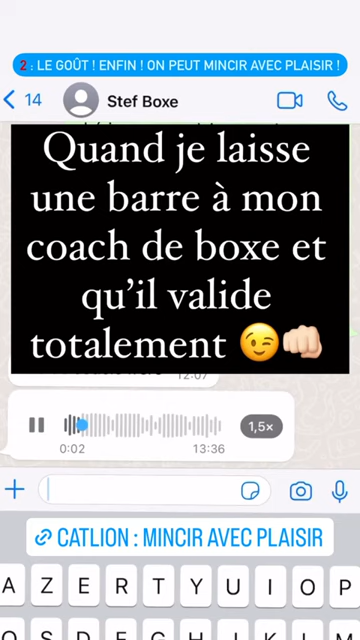 2 : LE GOÛT ! ENFIN ! ON PEUT MINCIR AVEC PLAISIR !
14
Stef Boxe
Quand je laisse
une barre à mon
coach de boxe et
qu’il valide
totalement 😉👊🏻
12:07
1,5×
0:02
13:36
CATLION : MINCIR AVEC PLAISIR
A Z E R T Y U I O P
Q S D F G H J K L M